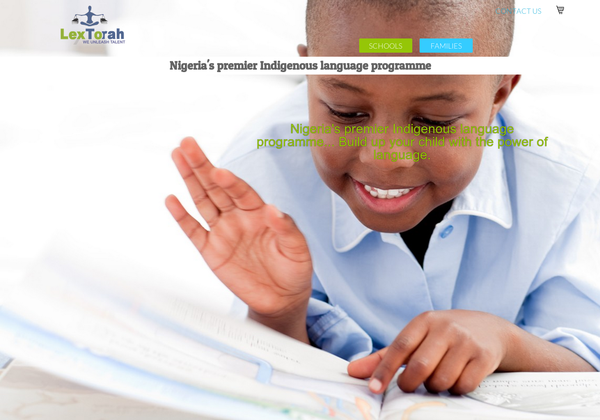 LexTorah
WE UNLEASH TALENT
CONTACT US
SCHOOLS
FAMILIES
Nigeria's premier Indigenous language programme
Nigeria's premier Indigenous language
programme... Build up your child with the power of
language.